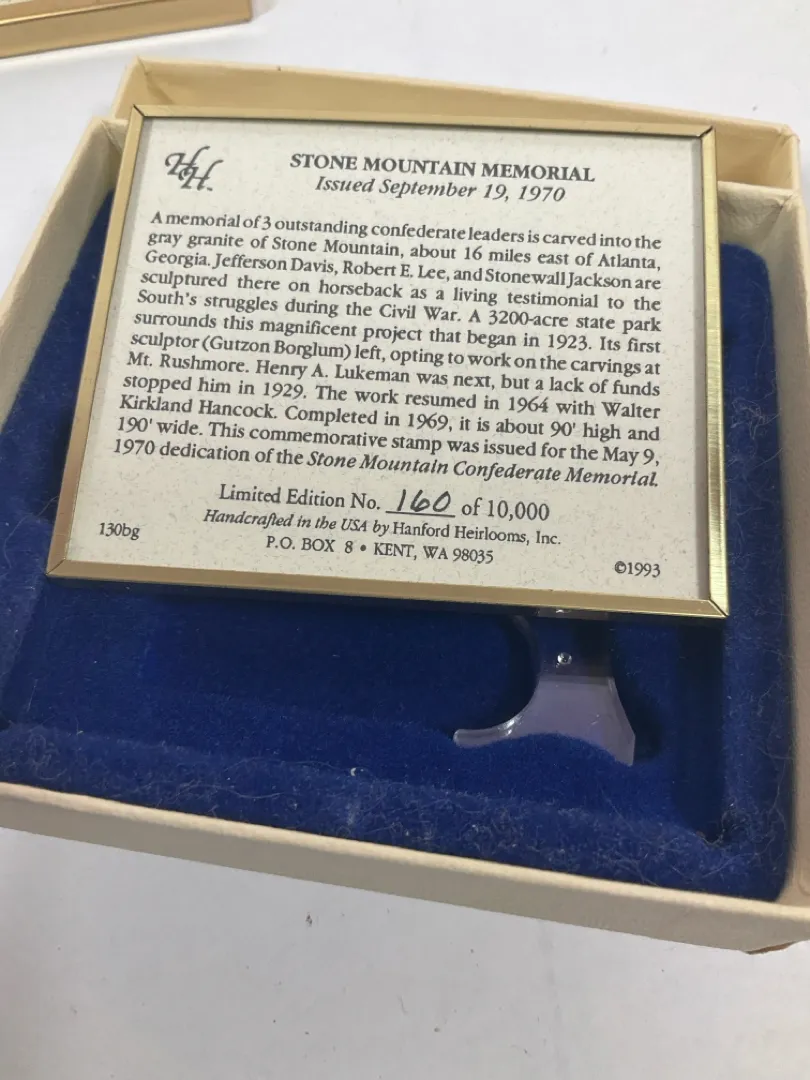 HH
STONE MOUNTAIN MEMORIAL
Issued September 19, 1970
A memorial of 3 outstanding confederate leaders is carved into the
gray granite of Stone Mountain, about 16 miles east of Atlanta,
Georgia. Jefferson Davis, Robert E. Lee, and Stonewall Jackson are
sculptured there on horseback as a living testimonial to the
South's struggles during the Civil War. A 3200-acre state park
surrounds this magnificent project that began in 1923. Its first
sculptor (Gutzon Borglum) left, opting to work on the carvings at
Mt. Rushmore. Henry A. Lukeman was next, but a lack of funds
stopped him in 1929. The work resumed in 1964 with Walter
Kirkland Hancock. Completed in 1969, it is about 90' high and
190' wide. This commemorative stamp was issued for the May 9,
1970 dedication of the Stone Mountain Confederate Memorial.
Limited Edition No. 160 of 10,000
Handcrafted in the USA by Hanford Heirlooms, Inc.
130bg P.O. BOX 8 • KENT, WA 98035 ©1993